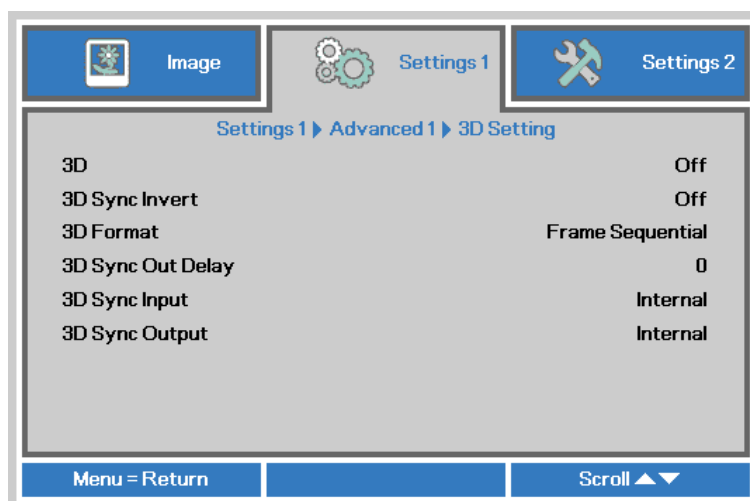 Image
Settings 1
Settings 2
Settings 1 ▶ Advanced 1 ▶ 3D Setting
3D Off
3D Sync Invert Off
3D Format Frame Sequential
3D Sync Out Delay 0
3D Sync Input Internal
3D Sync Output Internal
Menu = Return
Scroll ▲▼